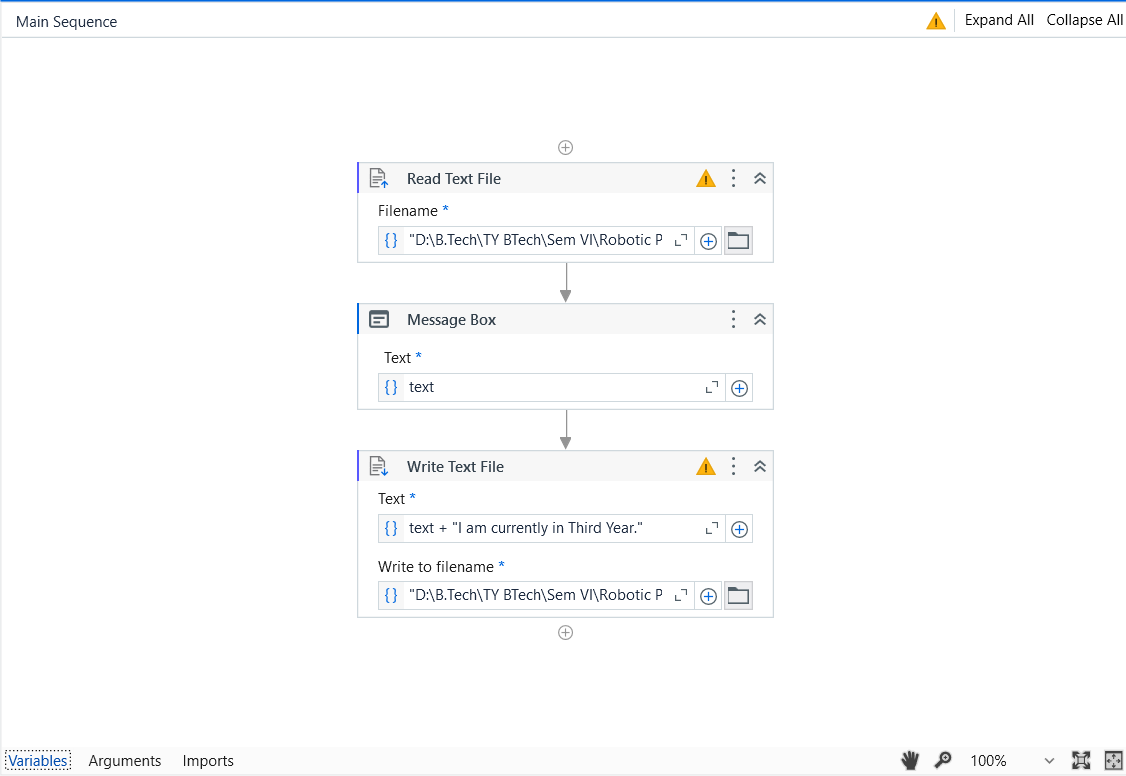 Main Sequence
Expand All Collapse All
Read Text File
Filename *
{} "D:\B.Tech\TY BTech\Sem VI\Robotic P
Message Box
Text *
{} text
Write Text File
Text *
{} text + "I am currently in Third Year."
Write to filename *
{} "D:\B.Tech\TY BTech\Sem VI\Robotic P
Variables Arguments Imports 100%